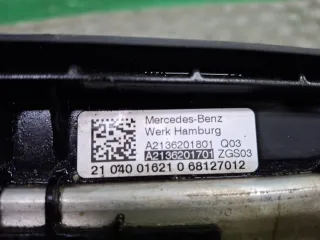 Mercedes-Benz
Werk Hamburg
A2136201801 Q03
A2136201701 ZGS03
21 040 01621 0 68127012